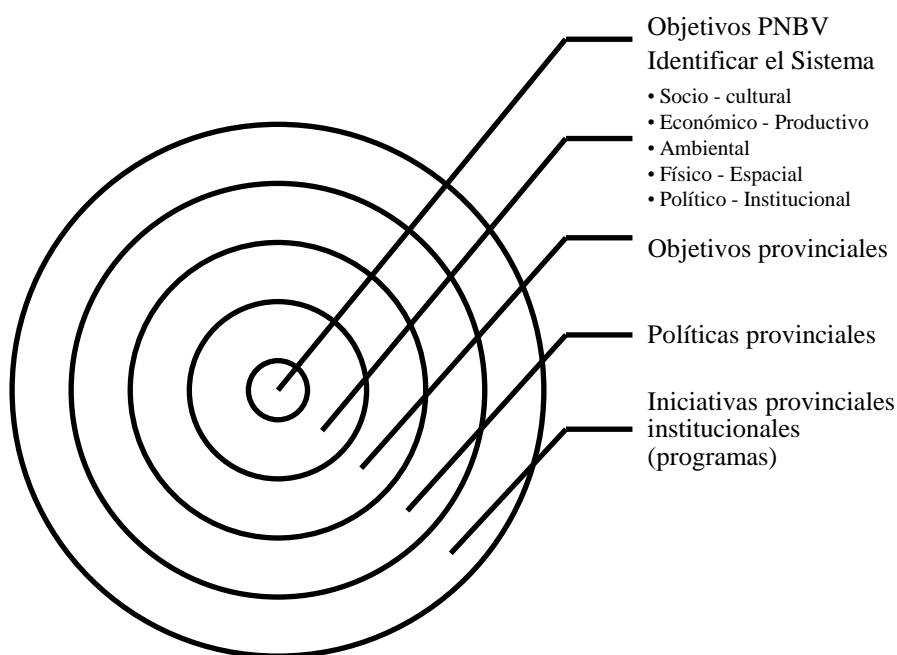 Objetivos PNBV
Identificar el Sistema
• Socio - cultural
• Económico - Productivo
• Ambiental
• Físico - Espacial
• Político - Institucional
Objetivos provinciales
Políticas provinciales
Iniciativas provinciales
institucionales
(programas)